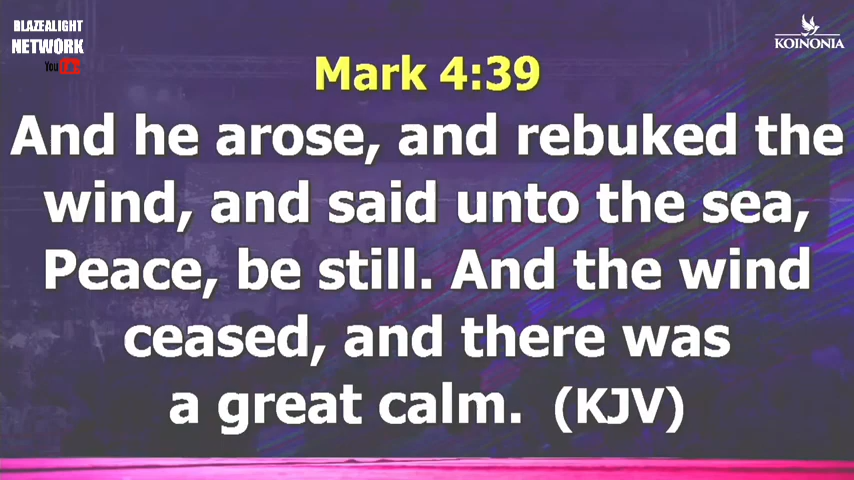 BLAZEALIGHT
NETWORK
YouTube
KOINONIA
Mark 4:39
And he arose, and rebuked the
wind, and said unto the sea,
Peace, be still. And the wind
ceased, and there was
a great calm. (KJV)